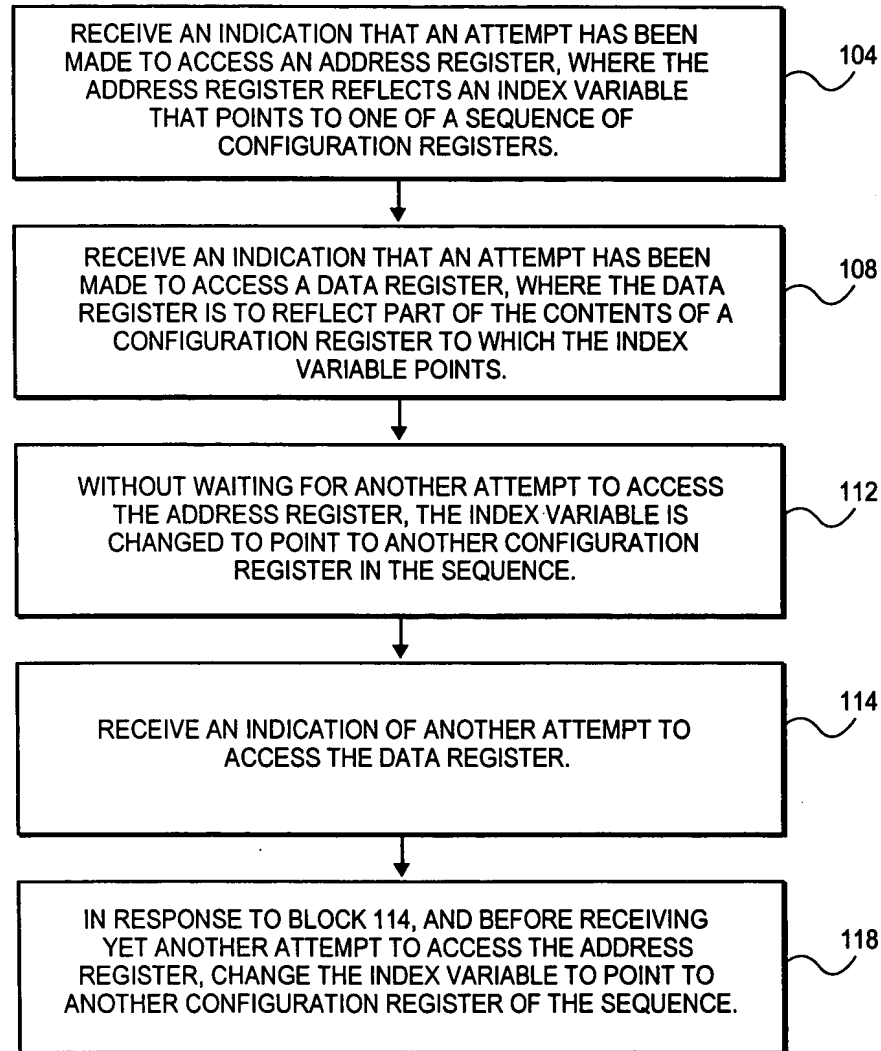 RECEIVE AN INDICATION THAT AN ATTEMPT HAS BEEN
MADE TO ACCESS AN ADDRESS REGISTER, WHERE THE
ADDRESS REGISTER REFLECTS AN INDEX VARIABLE
THAT POINTS TO ONE OF A SEQUENCE OF
CONFIGURATION REGISTERS.
104
RECEIVE AN INDICATION THAT AN ATTEMPT HAS BEEN
MADE TO ACCESS A DATA REGISTER, WHERE THE DATA
REGISTER IS TO REFLECT PART OF THE CONTENTS OF A
CONFIGURATION REGISTER TO WHICH THE INDEX
VARIABLE POINTS.
108
WITHOUT WAITING FOR ANOTHER ATTEMPT TO ACCESS
THE ADDRESS REGISTER, THE INDEX VARIABLE IS
CHANGED TO POINT TO ANOTHER CONFIGURATION
REGISTER IN THE SEQUENCE.
112
RECEIVE AN INDICATION OF ANOTHER ATTEMPT TO
ACCESS THE DATA REGISTER.
114
IN RESPONSE TO BLOCK 114, AND BEFORE RECEIVING
YET ANOTHER ATTEMPT TO ACCESS THE ADDRESS
REGISTER, CHANGE THE INDEX VARIABLE TO POINT TO
ANOTHER CONFIGURATION REGISTER OF THE SEQUENCE.
118